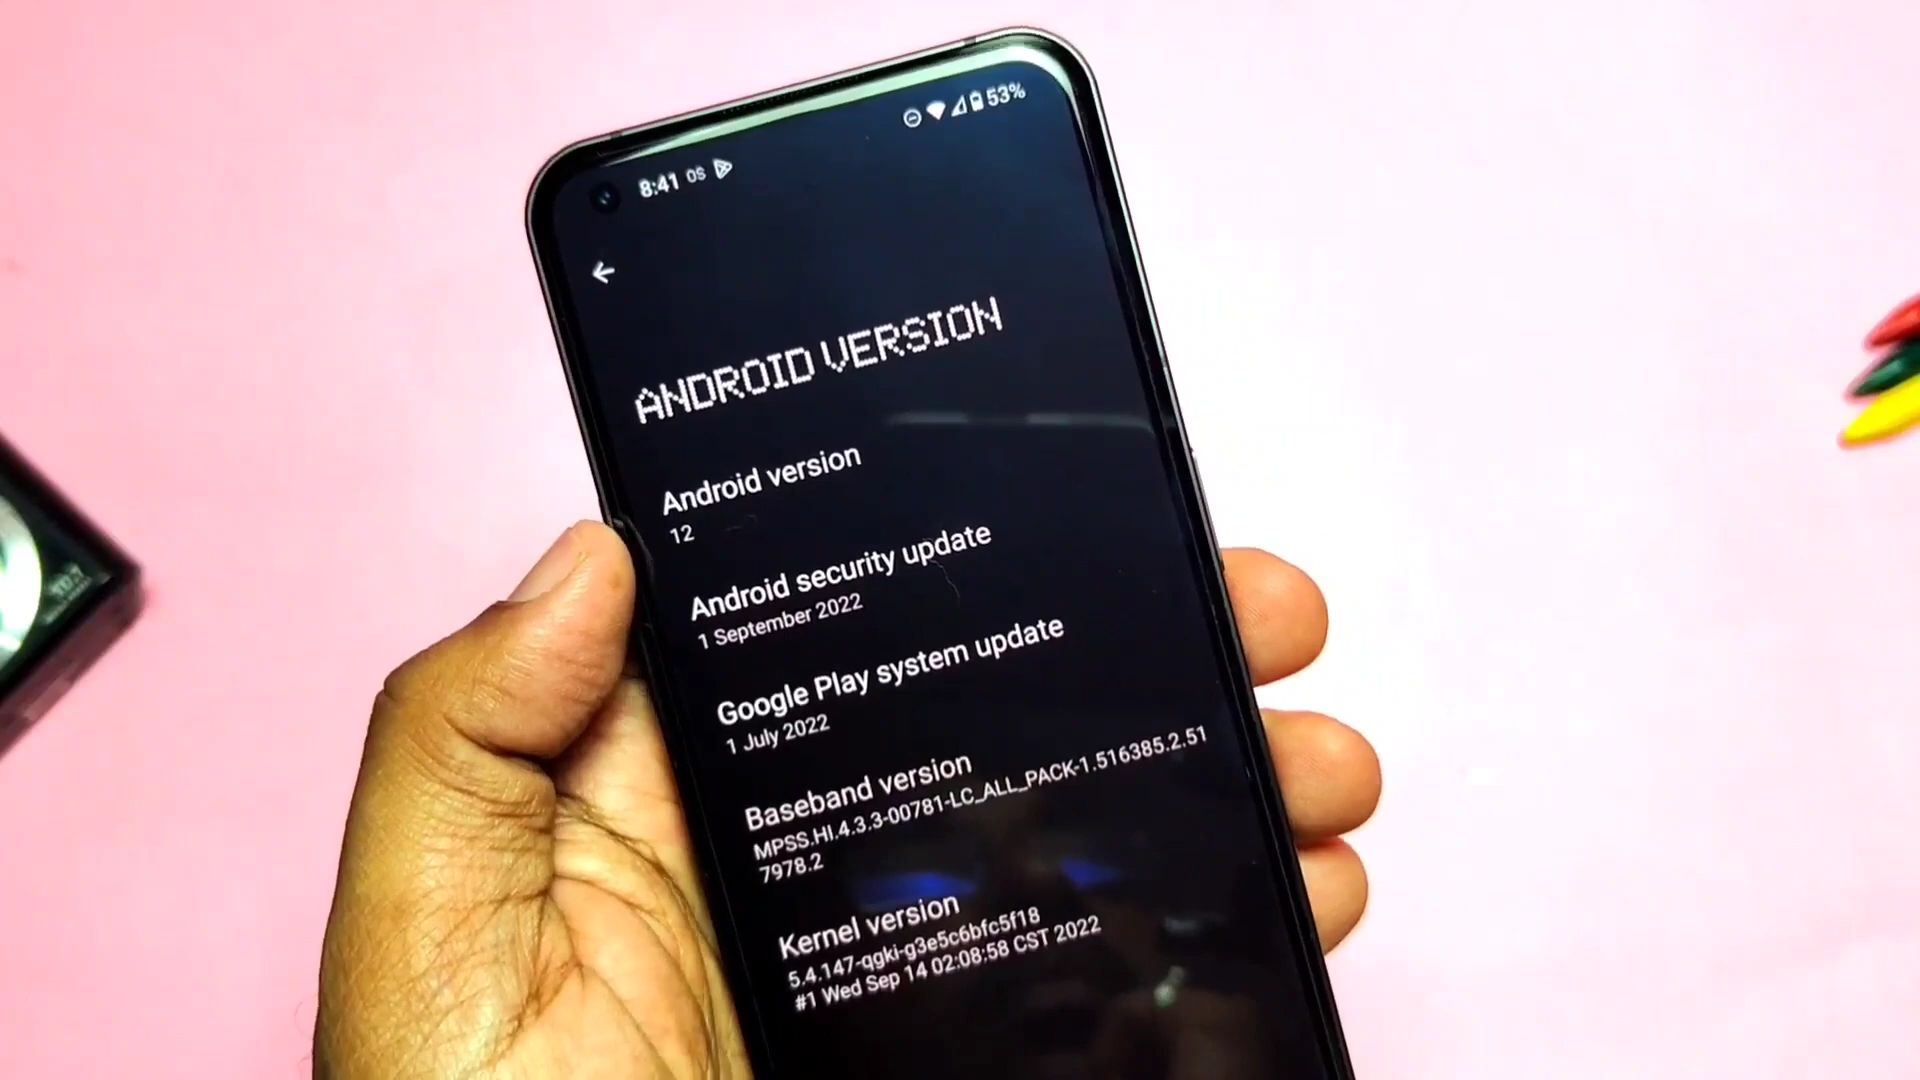 8:41 OS 53%
ANDROID VERSION
Android version
12
Android security update
1 September 2022
Google Play system update
1 July 2022
Baseband version
MPSS.HI.4.3.3-00781-LC_ALL_PACK-1.516385.2.51
7978.2
Kernel version
5.4.147-qgki-g3e5c6bfc5f18
#1 Wed Sep 14 02:08:58 CST 2022